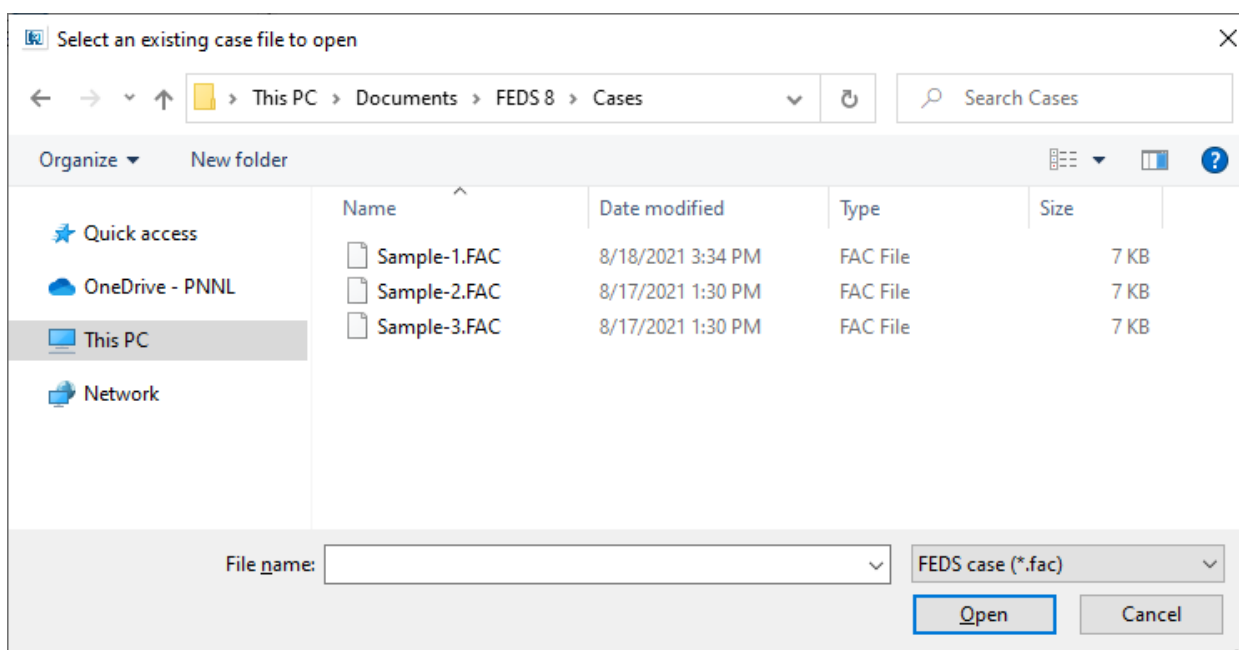 Select an existing case file to open
This PC > Documents > FEDS 8 > Cases
Search Cases
Organize
New folder
?
Name Date modified Type Size
Quick access
OneDrive - PNNL
This PC
Network
Sample-1.FAC 8/18/2021 3:34 PM FAC File 7 KB
Sample-2.FAC 8/17/2021 1:30 PM FAC File 7 KB
Sample-3.FAC 8/17/2021 1:30 PM FAC File 7 KB
File name:
FEDS case (*.fac)
Open Cancel